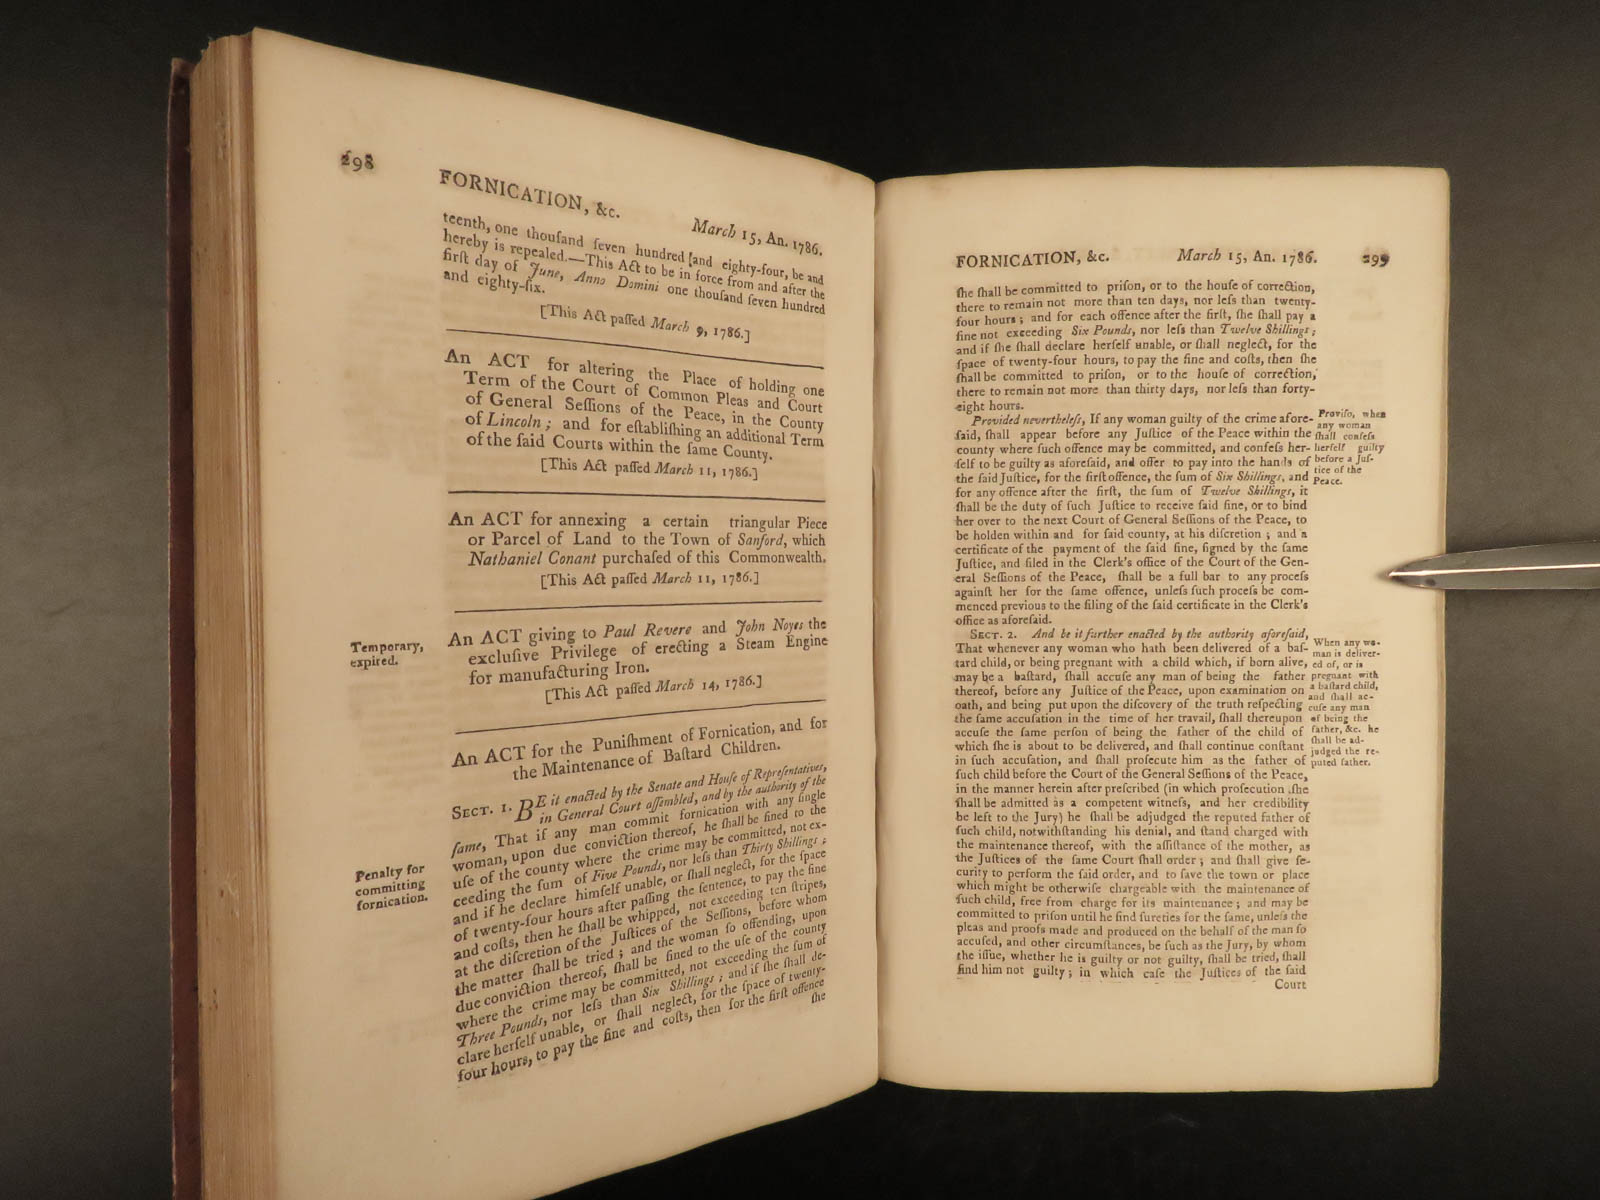 298
FORNICATION, &c.
March 15, An. 1786.
teenth, one thouſand ſeven hundred [and eighty-four, be and
hereby is repealed.—This Act to be in force from and after the
firſt day of June, Anno Domini one thouſand ſeven hundred
and eighty-ſix.
[This Act paſſed March 9, 1786.]
An ACT for altering the Place of holding one
Term of the Court of Common Pleas and Court
of General Seſſions of the Peace, in the County
of Lincoln; and for eſtabliſhing an additional Term
of the ſaid Courts within the ſame County.
[This Act paſſed March 11, 1786.]
An ACT for annexing a certain triangular Piece
or Parcel of Land to the Town of Sanford, which
Nathaniel Conant purchaſed of this Commonwealth.
[This Act paſſed March 11, 1786.]
Temporary,
expired.
An ACT giving to Paul Revere and John Noyes the
excluſive Privilege of erecting a Steam Engine
for manufacturing Iron.
[This Act paſſed March 14, 1786.]
An ACT for the Puniſhment of Fornication, and for
the Maintenance of Baſtard Children.
SECT. 1. BE it enacted by the Senate and Houſe of Repreſentatives,
in General Court aſſembled, and by the authority of the
ſame, That if any man commit fornication with any ſingle
woman, upon due conviction thereof, he ſhall be fined to the
uſe of the county where the crime may be committed, not ex-
Penalty for
committing
fornication.
ceeding the ſum of Five Pounds, nor leſs than Thirty Shillings;
and if he declare himſelf unable, or ſhall neglect, for the ſpace
of twenty-four hours after paſſing the ſentence, to pay the fine
and coſts, then he ſhall be whipped, not exceeding ten ſtripes,
at the diſcretion of the Juſtices of the Seſſions, before whom
the matter ſhall be tried; and the woman ſo offending, upon
due conviction thereof, ſhall be fined to the uſe of the county
where the crime may be committed, not exceeding the ſum of
Three Pounds, nor leſs than Six Shillings; and if ſhe ſhall de-
clare herſelf unable, or ſhall neglect, for the ſpace of twenty-
four hours, to pay the fine and coſts, then for the firſt offence
ſhe
FORNICATION, &c. March 15, An. 1786. 299
ſhe ſhall be committed to priſon, or to the houſe of correction,
there to remain not more than ten days, nor leſs than twenty-
four hours; and for each offence after the firſt, ſhe ſhall pay a
fine not exceeding Six Pounds, nor leſs than Twelve Shillings;
and if ſhe ſhall declare herſelf unable, or ſhall neglect, for the
ſpace of twenty-four hours, to pay the fine and coſts, then ſhe
ſhall be committed to priſon, or to the houſe of correction,
there to remain not more than thirty days, nor leſs than forty-
eight hours.
Provided nevertheleſs, If any woman guilty of the crime afore-
ſaid, ſhall appear before any Juſtice of the Peace within the
county where ſuch offence may be committed, and confeſs her-
ſelf to be guilty as aforeſaid, and offer to pay into the hands of
the ſaid Juſtice, for the firſt offence, the ſum of Six Shillings, and
for any offence after the firſt, the ſum of Twelve Shillings, it
ſhall be the duty of ſuch Juſtice to receive ſaid fine, or to bind
her over to the next Court of General Seſſions of the Peace, to
be holden within and for ſaid county, at his diſcretion; and a
certificate of the payment of the ſaid fine, ſigned by the ſame
Juſtice, and filed in the Clerk's office of the Court of the Gen-
eral Seſſions of the Peace, ſhall be a full bar to any proceſs
againſt her for the ſame offence, unleſs ſuch proceſs be com-
menced previous to the filing of the ſaid certificate in the Clerk's
office as aforeſaid.
Proviſo, when
any woman
ſhall confeſs
herſelf guilty
before a Juſ-
tice of the
Peace.
SECT. 2. And be it further enacted by the authority aforeſaid,
That whenever any woman who hath been delivered of a baſ-
tard child, or being pregnant with a child which, if born alive,
may be a baſtard, ſhall accuſe any man of being the father
thereof, before any Juſtice of the Peace, upon examination on
oath, and being put upon the diſcovery of the truth reſpecting
the ſame accuſation in the time of her travail, ſhall thereupon
accuſe the ſame perſon of being the father of the child of
which ſhe is about to be delivered, and ſhall continue conſtant
in ſuch accuſation, and ſhall proſecute him as the father of
ſuch child before the Court of the General Seſſions of the Peace,
in the manner herein after preſcribed (in which proſecution ſhe
ſhall be admitted as a competent witneſs, and her credibility
be left to the Jury) he ſhall be adjudged the reputed father of
ſuch child, notwithſtanding his denial, and ſtand charged with
the maintenance thereof, with the aſſiſtance of the mother, as
the Juſtices of the ſame Court ſhall order; and ſhall give ſe-
curity to perform the ſaid order, and to ſave the town or place
which might be otherwiſe chargeable with the maintenance of
ſuch child, free from charge for its maintenance; and may be
committed to priſon until he find ſureties for the ſame, unleſs the
pleas and proofs made and produced on the behalf of the man ſo
accuſed, and other circumſtances, be ſuch as the Jury, by whom
the iſſue, whether he is guilty or not guilty, ſhall be tried, ſhall
find him not guilty; in which caſe the Juſtices of the ſaid
Court
When any wo-
man is deliver-
ed of, or is
pregnant with
a baſtard child,
and ſhall ac-
cuſe any man
of being the
father, &c. he
ſhall be ad-
judged the re-
puted father.